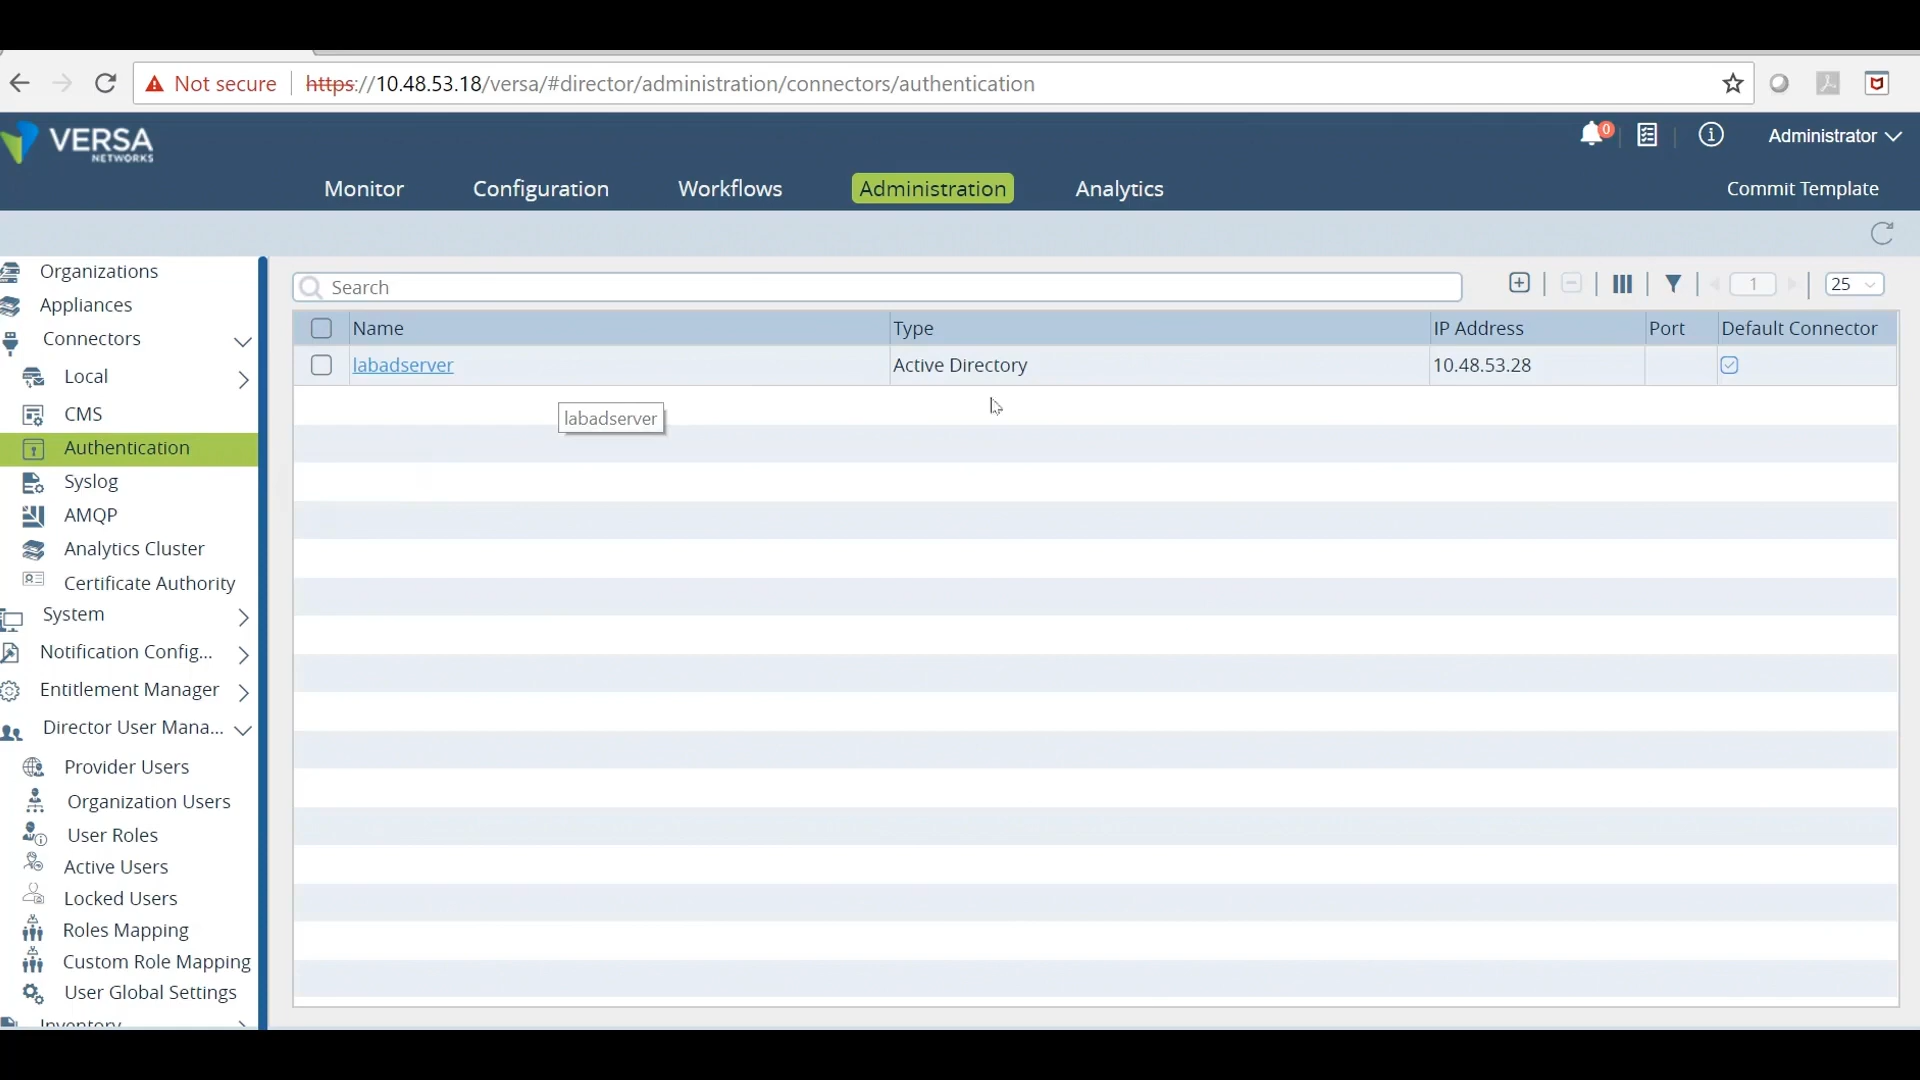 Not secure https://10.48.53.18/versa/#director/administration/connectors/authentication
VERSA
NETWORKS
0
Administrator
Monitor Configuration Workflows Administration Analytics Commit Template
Organizations
Appliances
Connectors
Local
CMS
Authentication
Syslog
AMQP
Analytics Cluster
Certificate Authority
System
Notification Config...
Entitlement Manager
Director User Mana...
Provider Users
Organization Users
User Roles
Active Users
Locked Users
Roles Mapping
Custom Role Mapping
User Global Settings
Inventory
Search 1 25
Name Type IP Address Port Default Connector
labadserver Active Directory 10.48.53.28
labadserver